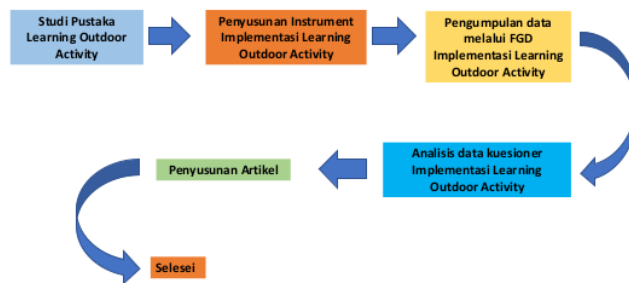 Studi Pustaka
Learning Outdoor
Activity
Penyusunan Instrument
Implementasi Learning
Outdoor Activity
Pengumpulan data
melalui FGD
Implementasi Learning
Outdoor Activity
Analisis data kuesioner
Implementasi Learning
Outdoor Activity
Penyusunan Artikel
Selesei